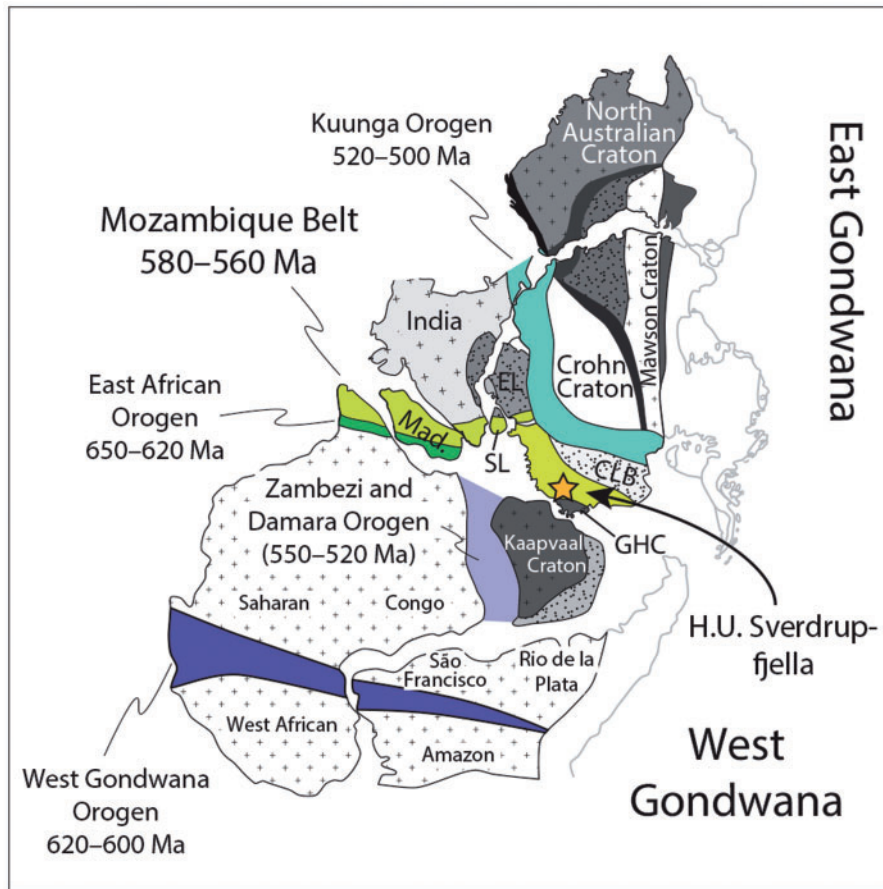 North
Australian
Craton
Kuunga Orogen
520–500 Ma
East Gondwana
Mozambique Belt
580–560 Ma
India
Mawson Craton
Crohn
Craton
EL
East African
Orogen
650–620 Ma
Mad.
SL
CLB
Zambezi and
Damara Orogen
(550–520 Ma)
Kaapvaal
Craton
GHC
Saharan
Congo
H.U. Sverdrup-
fjella
São
Francisco
Rio de la
Plata
West African
Amazon
West
Gondwana
West Gondwana
Orogen
620–600 Ma